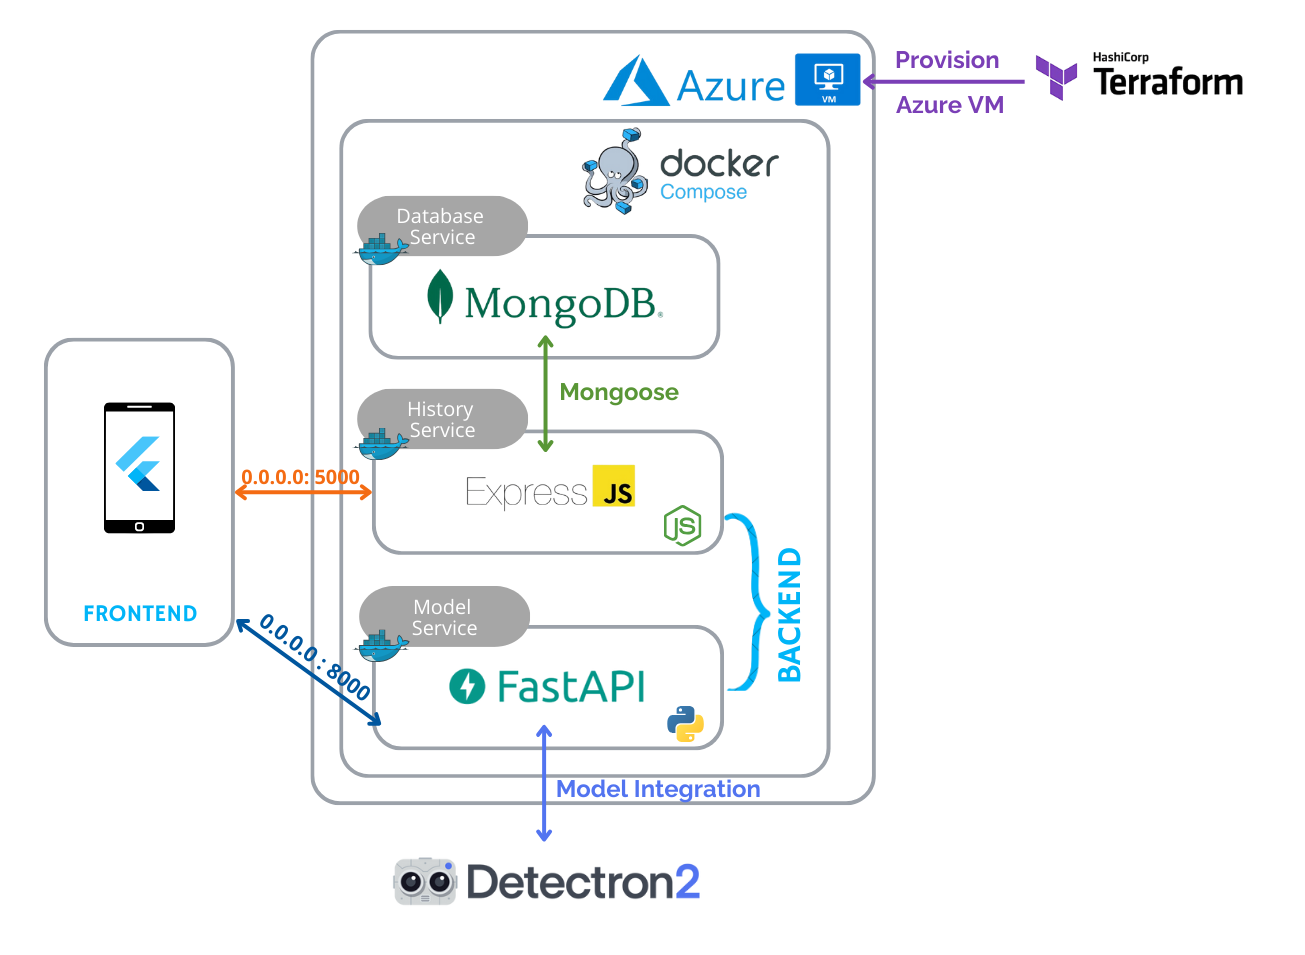 Provision
Azure VM
HashiCorp
Terraform
Azure
VM
docker
Compose
Database
Service
MongoDB®
Mongoose
History
Service
0.0.0.0: 5000
Express JS
JS
BACKEND
FRONTEND
0.0.0.0 : 8000
Model
Service
FastAPI
Model Integration
Detectron2